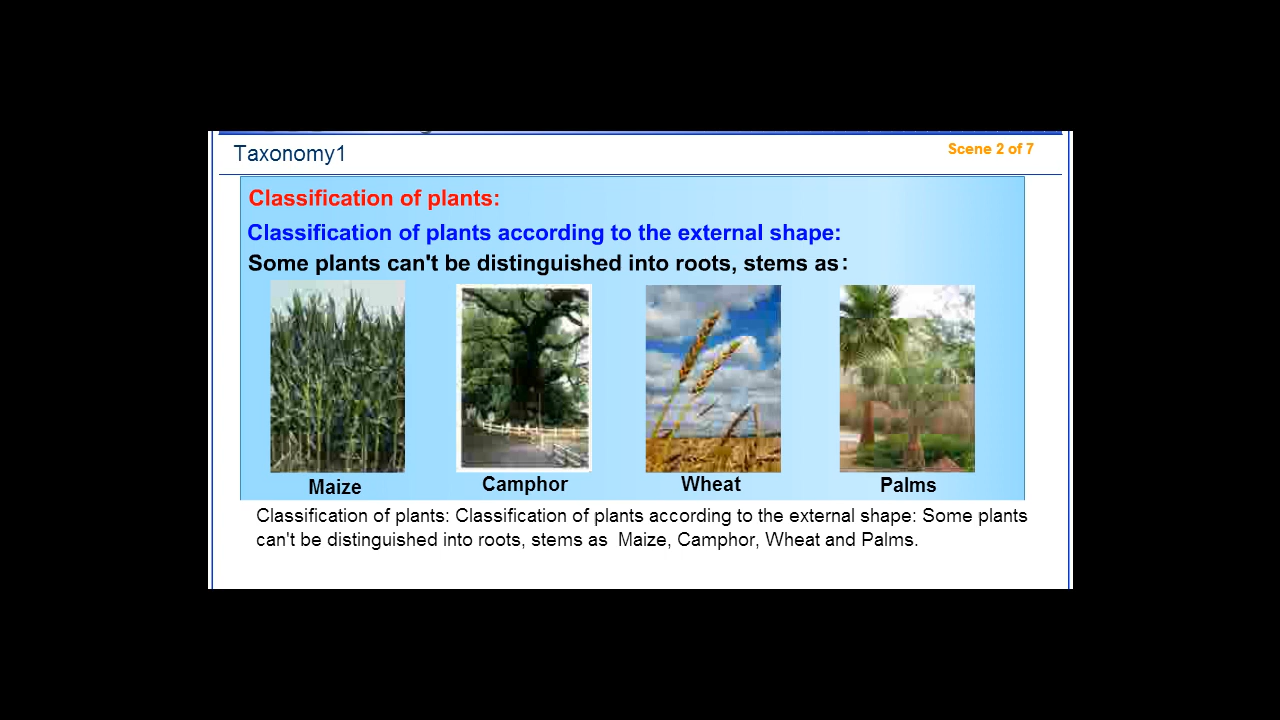 Taxonomy1
Scene 2 of 7
Classification of plants:
Classification of plants according to the external shape:
Some plants can't be distinguished into roots, stems as:
Maize
Camphor
Wheat
Palms
Classification of plants: Classification of plants according to the external shape: Some plants
can't be distinguished into roots, stems as  Maize, Camphor, Wheat and Palms.